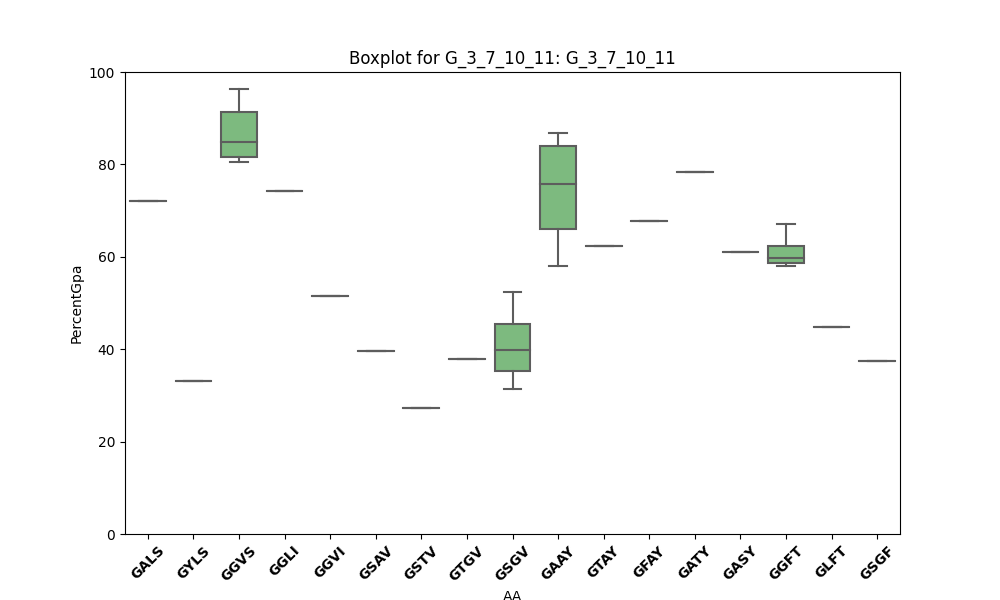 Boxplot for G_3_7_10_11: G_3_7_10_11
100
80
60
40
20
0
PercentGpa
GALS GYLS GGVS GGLI GGVI GSAV GSTV GTGV GSGV GAAY GTAY GFAY GATY GASY GGFT GLFT GSGF
AA